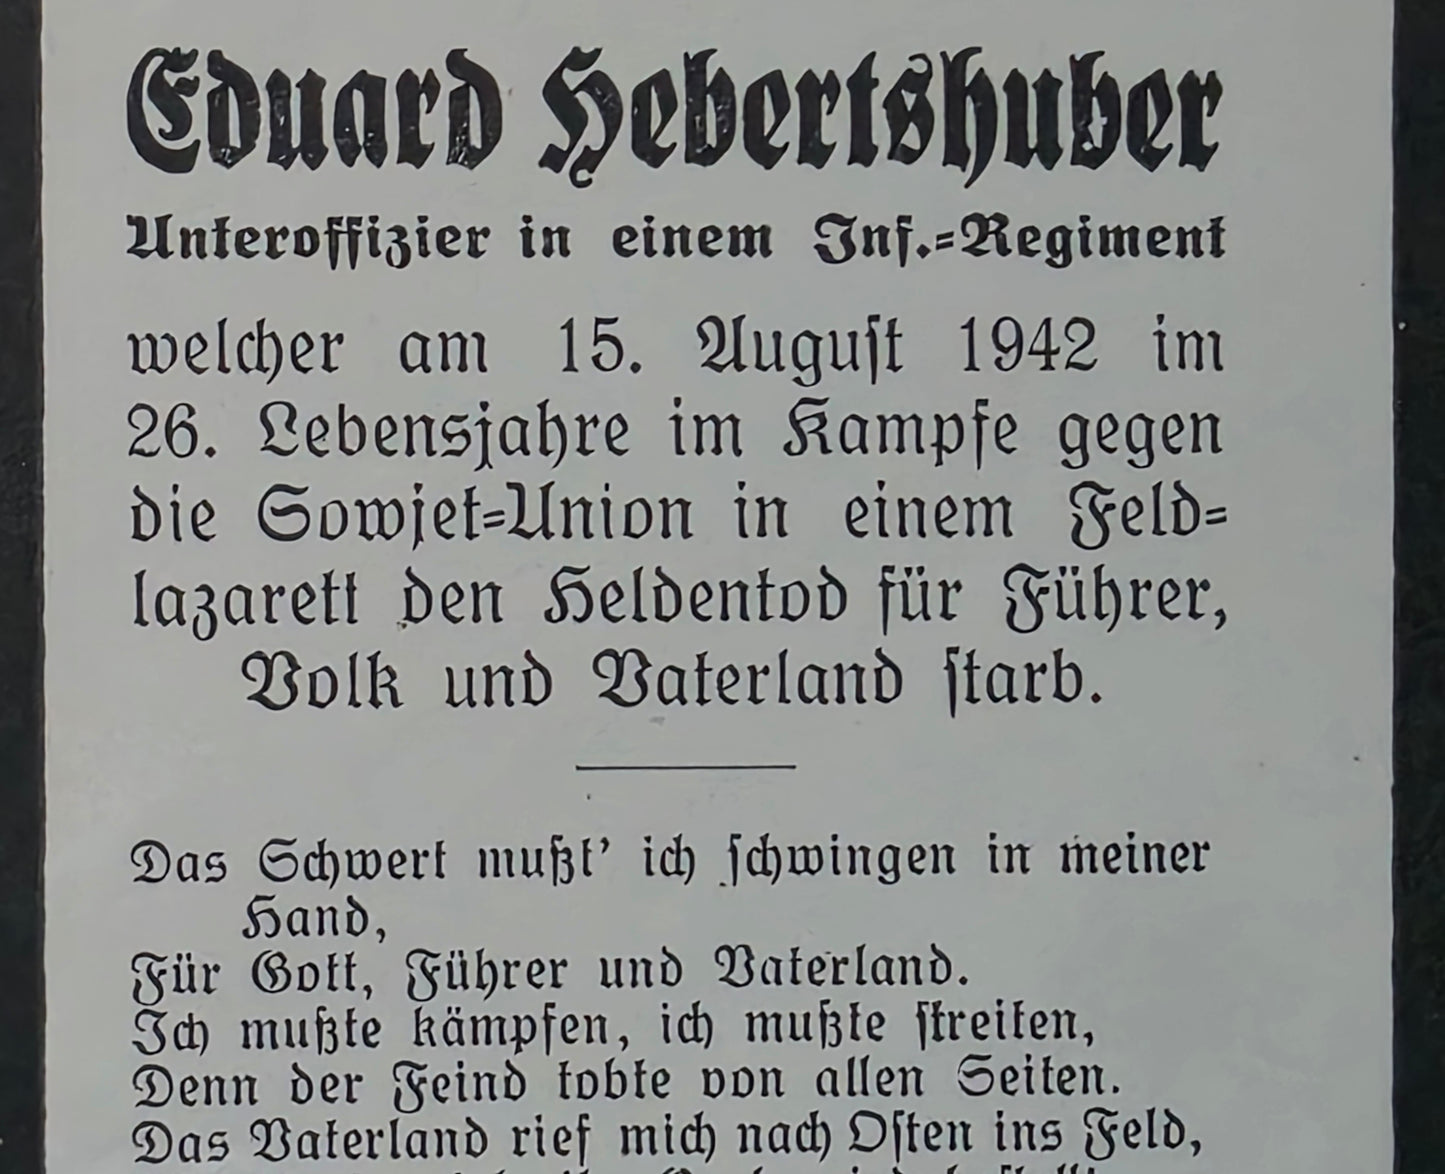 Eduard Hebertshuber
Unteroffizier in einem Inf.=Regiment
welcher am 15. Auguſt 1942 im
26. Lebensjahre im Kampfe gegen
die Sowjet=Union in einem Feld=
lazarett den Heldentod für Führer,
Volk und Vaterland ſtarb.
Das Schwert mußt’ ich ſchwingen in meiner
Hand,
Für Gott, Führer und Vaterland.
Ich mußte kämpfen, ich mußte ſtreiten,
Denn der Feind tobte von allen Seiten.
Das Vaterland rief mich nach Oſten ins Feld,